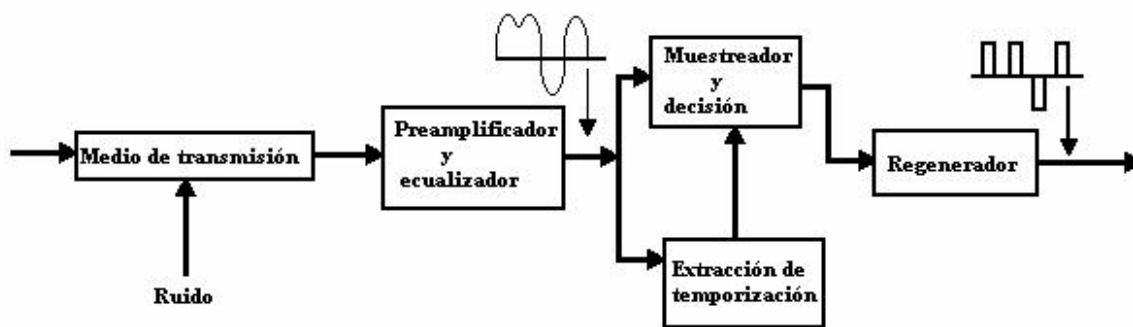 Medio de transmisión
Ruido
Preamplificador
y
ecualizador
Muestreador
y
decisión
Extracción de
temporización
Regenerador